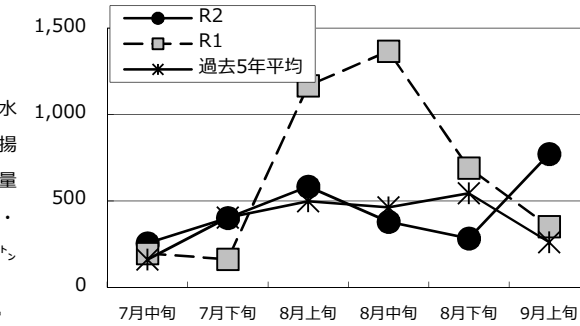 R2
R1
過去5年平均
1,500
1,000
500
0
水揚量・トン
7月中旬
7月下旬
8月上旬
8月中旬
8月下旬
9月上旬